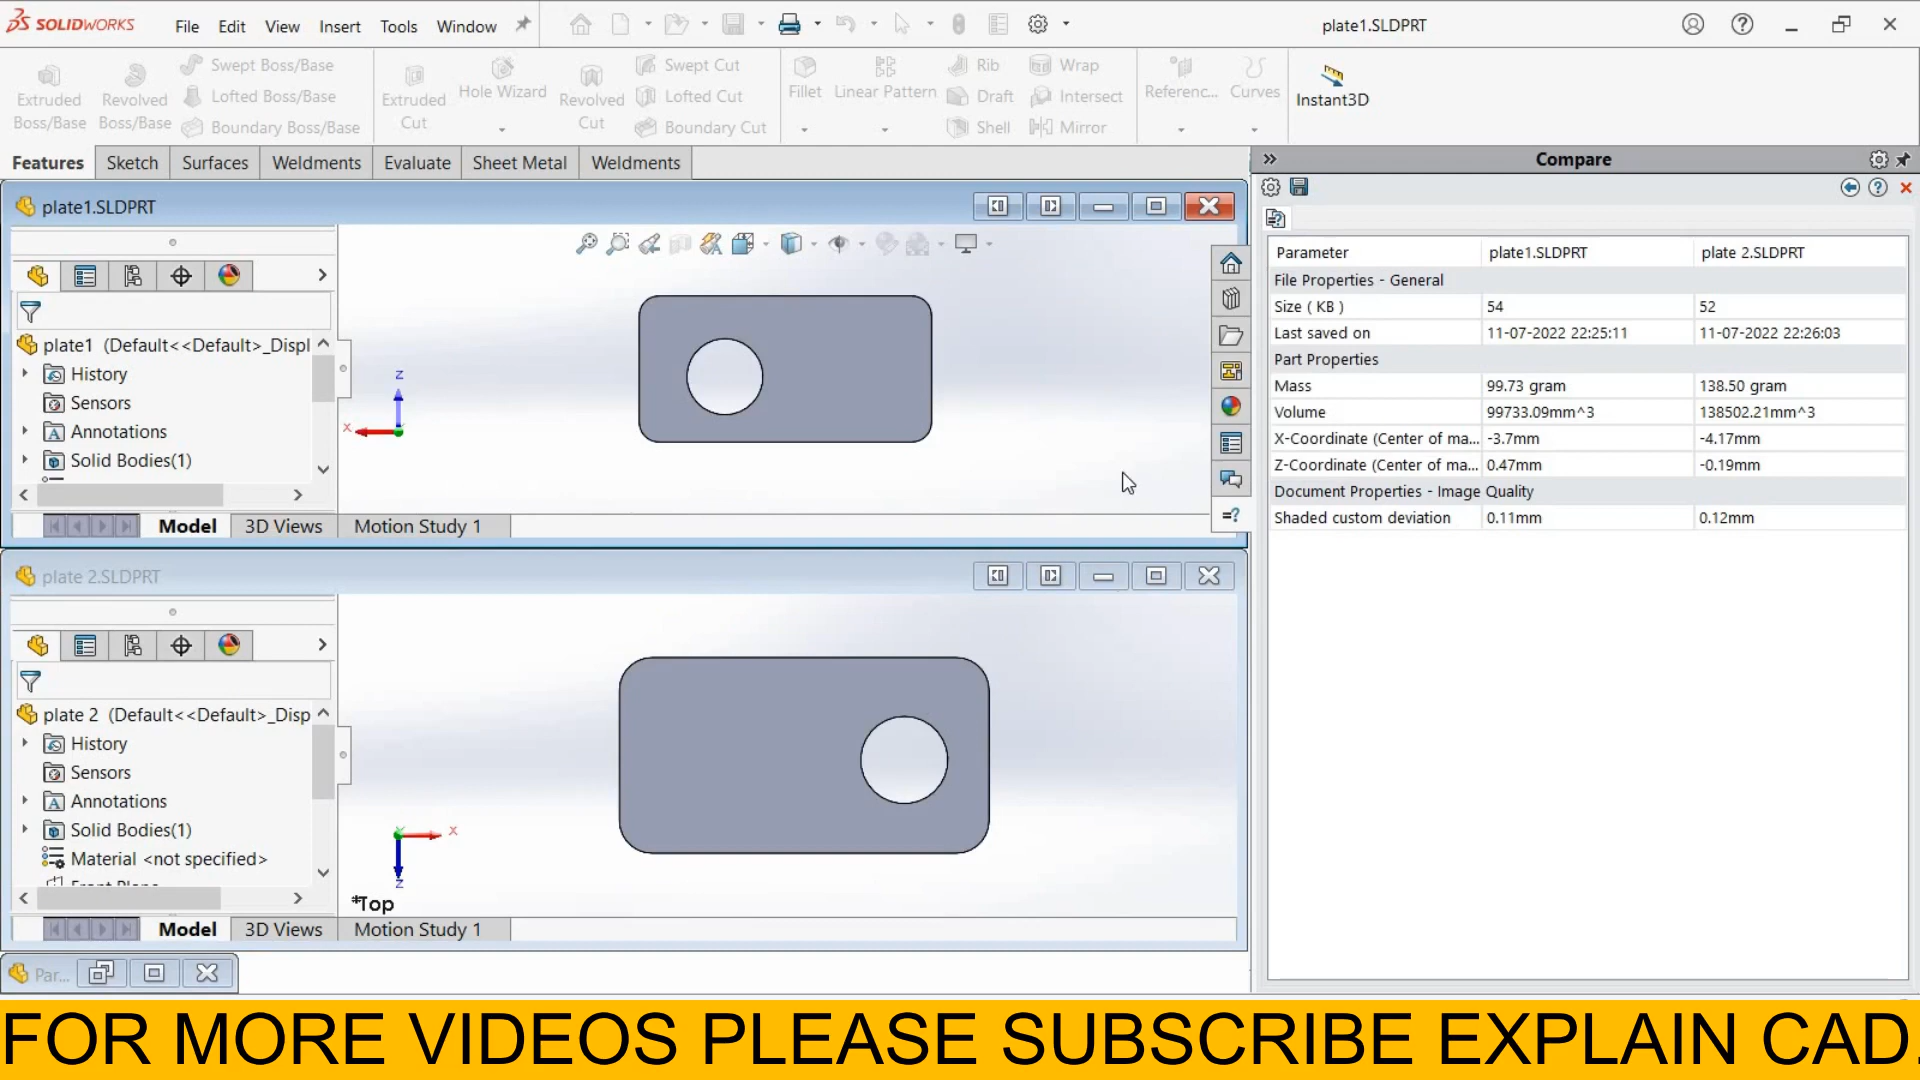 SOLIDWORKS
File Edit View Insert Tools Window
plate1.SLDPRT
Extruded Boss/Base
Revolved Boss/Base
Swept Boss/Base
Lofted Boss/Base
Boundary Boss/Base
Extruded Cut
Hole Wizard
Revolved Cut
Swept Cut
Lofted Cut
Boundary Cut
Fillet
Linear Pattern
Rib
Draft
Shell
Wrap
Intersect
Mirror
Referenc...
Curves
Instant3D
Features Sketch Surfaces Weldments Evaluate Sheet Metal Weldments
plate1.SLDPRT
plate1 (Default<<Default>_Displ
History
Sensors
Annotations
Solid Bodies(1)
z
x
Model 3D Views Motion Study 1
plate 2.SLDPRT
plate 2 (Default<<Default>_Disp
History
Sensors
Annotations
Solid Bodies(1)
Material <not specified>
x
z
*Top
Model 3D Views Motion Study 1
Par...
Compare
Parameter plate1.SLDPRT plate 2.SLDPRT
File Properties - General
Size ( KB ) 54 52
Last saved on 11-07-2022 22:25:11 11-07-2022 22:26:03
Part Properties
Mass 99.73 gram 138.50 gram
Volume 99733.09mm^3 138502.21mm^3
X-Coordinate (Center of ma... -3.7mm -4.17mm
Z-Coordinate (Center of ma... 0.47mm -0.19mm
Document Properties - Image Quality
Shaded custom deviation 0.11mm 0.12mm
FOR MORE VIDEOS PLEASE SUBSCRIBE EXPLAIN CAD.